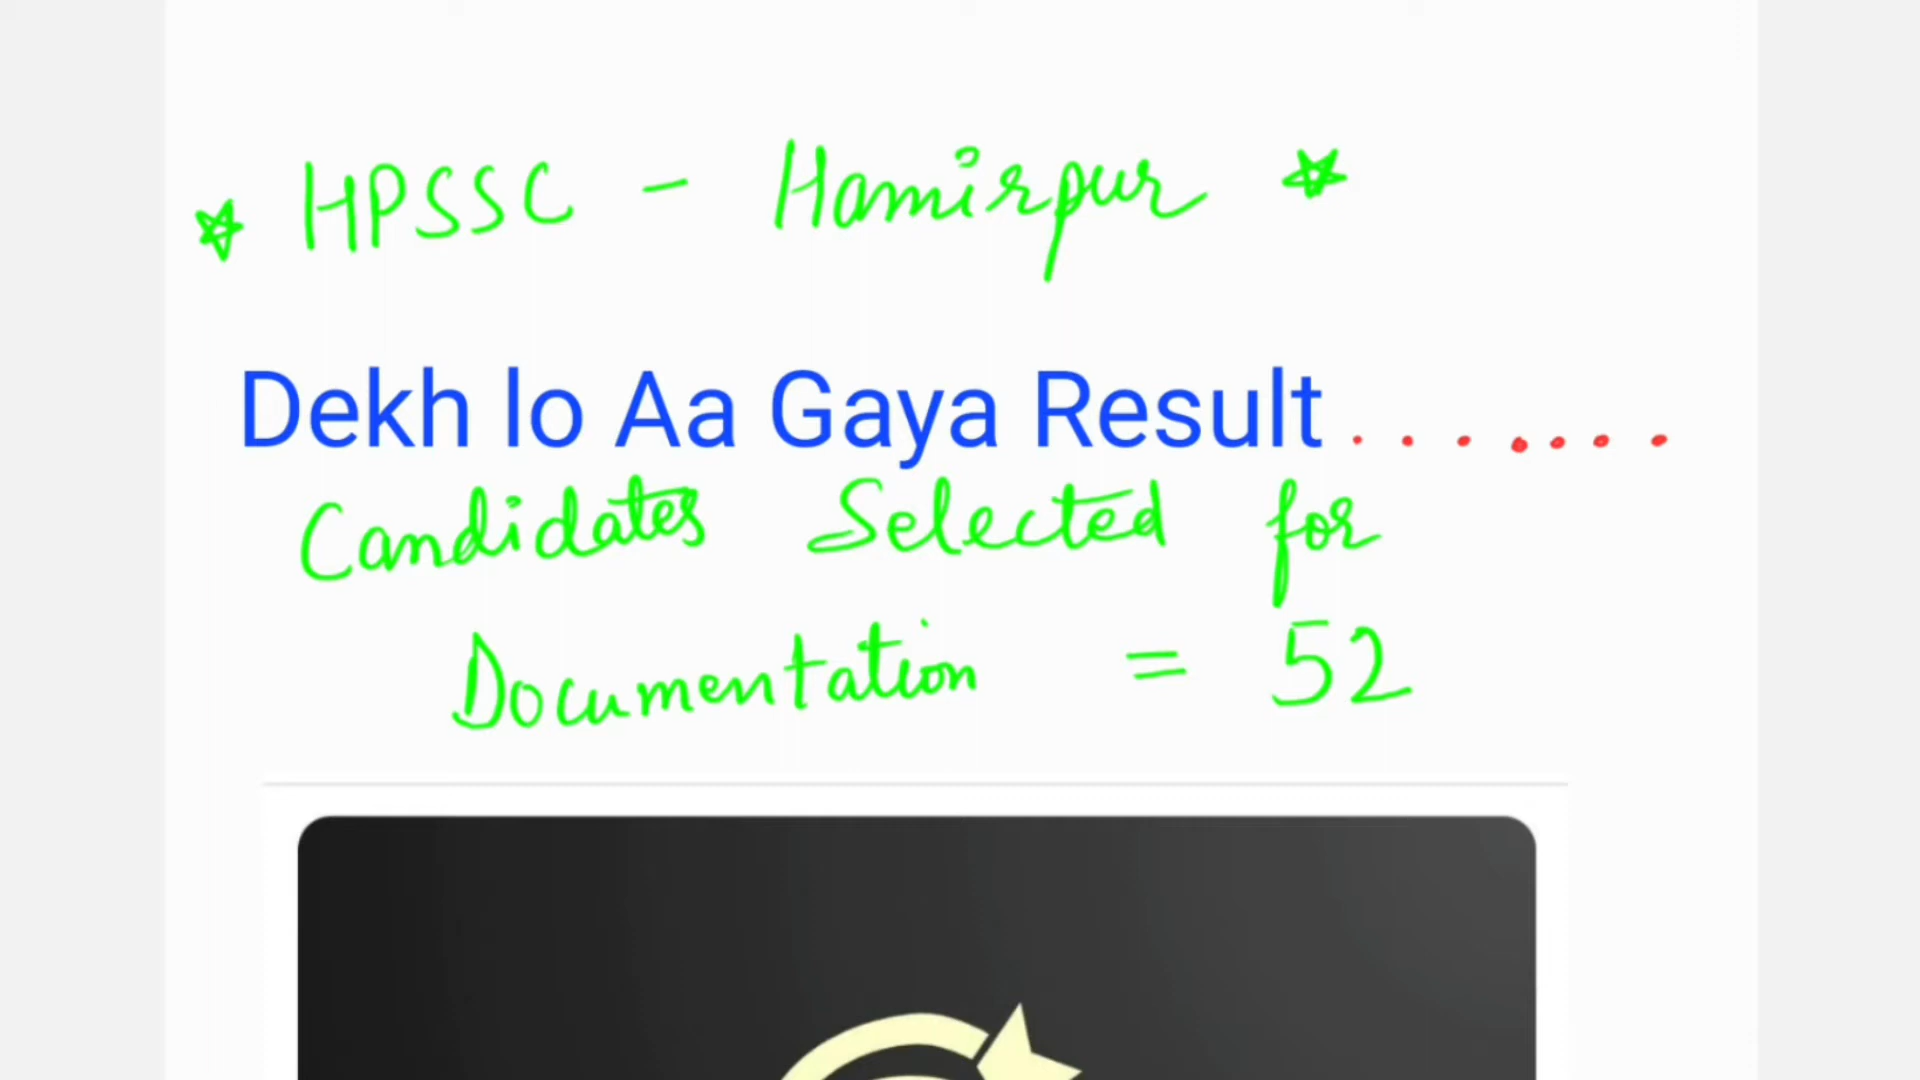 HPSSC - Hamirpur
Dekh lo Aa Gaya Result .......
Candidates Selected for
Documentation = 52